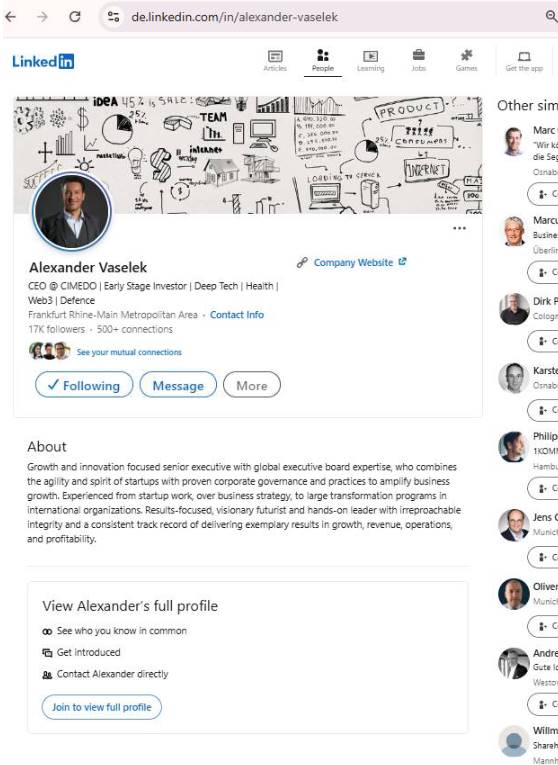 de.linkedin.com/in/alexander-vaselek
Linkedin
Articles
People
Learning
Jobs
Games
Get the app
iDEA 45% is SALE:
25%
TEAM
internet
marketing
PRODUCT
25%
CONSUMERS
LOADING TO SERVER
INTERNET
Alexander Vaselek
CEO @ CIMEDO | Early Stage Investor | Deep Tech | Health |
Web3 | Defence
Frankfurt Rhine-Main Metropolitan Area · Contact Info
17K followers · 500+ connections
See your mutual connections
✓ Following
Message
More
Company Website
About
Growth and innovation focused senior executive with global executive board expertise, who combines
the agility and spirit of startups with proven corporate governance and practices to amplify business
growth. Experienced from startup work, over business strategy, to large transformation programs in
international organizations. Results-focused, visionary futurist and hands-on leader with irreproachable
integrity and a consistent track record of delivering exemplary results in growth, revenue, operations,
and profitability.
View Alexander's full profile
See who you know in common
Get introduced
Contact Alexander directly
Join to view full profile
Other sim
Marc
"Wir kö
die Seg
Osnab
C
Marcu
Busine
Überlin
C
Dirk P
Cologn
C
Karste
Osnab
C
Philip
1KOMM
Hambu
C
Jens C
Munich
C
Oliver
Munich
C
Andre
Gute Id
Westov
C
Willm
Shareh
Mannh